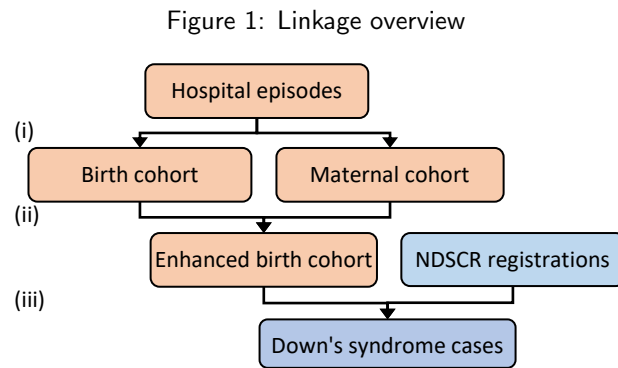 Figure 1: Linkage overview
Hospital episodes
(i)
Birth cohort
Maternal cohort
(ii)
Enhanced birth cohort
NDSCR registrations
(iii)
Down's syndrome cases